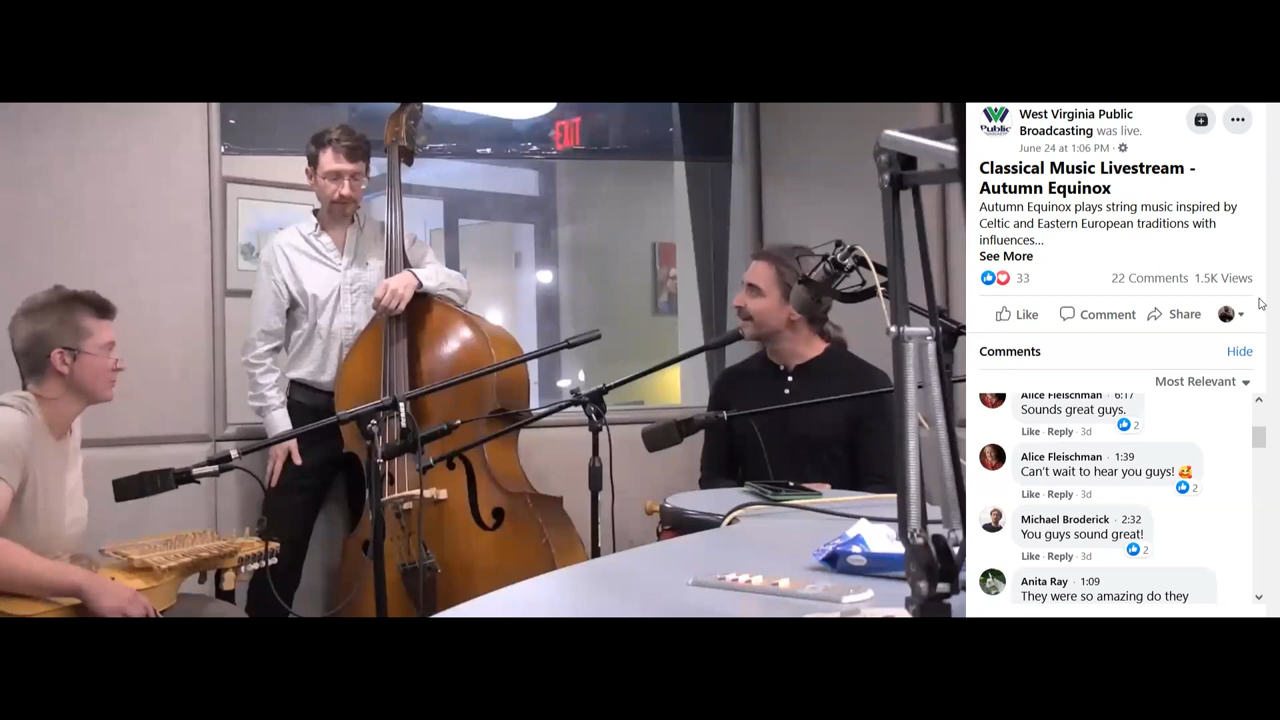 EXIT
Public
West Virginia Public
Broadcasting was live.
June 24 at 1:06 PM ·
Classical Music Livestream -
Autumn Equinox
Autumn Equinox plays string music inspired by
Celtic and Eastern European traditions with
influences...
See More
33
22 Comments 1.5K Views
Like Comment Share
Comments Hide
Most Relevant
Alice Fleischman · 6:17
Sounds great guys.
2
Like · Reply · 3d
Alice Fleischman · 1:39
Can't wait to hear you guys! 🥰
2
Like · Reply · 3d
Michael Broderick · 2:32
You guys sound great!
2
Like · Reply · 3d
Anita Ray · 1:09
They were so amazing do they